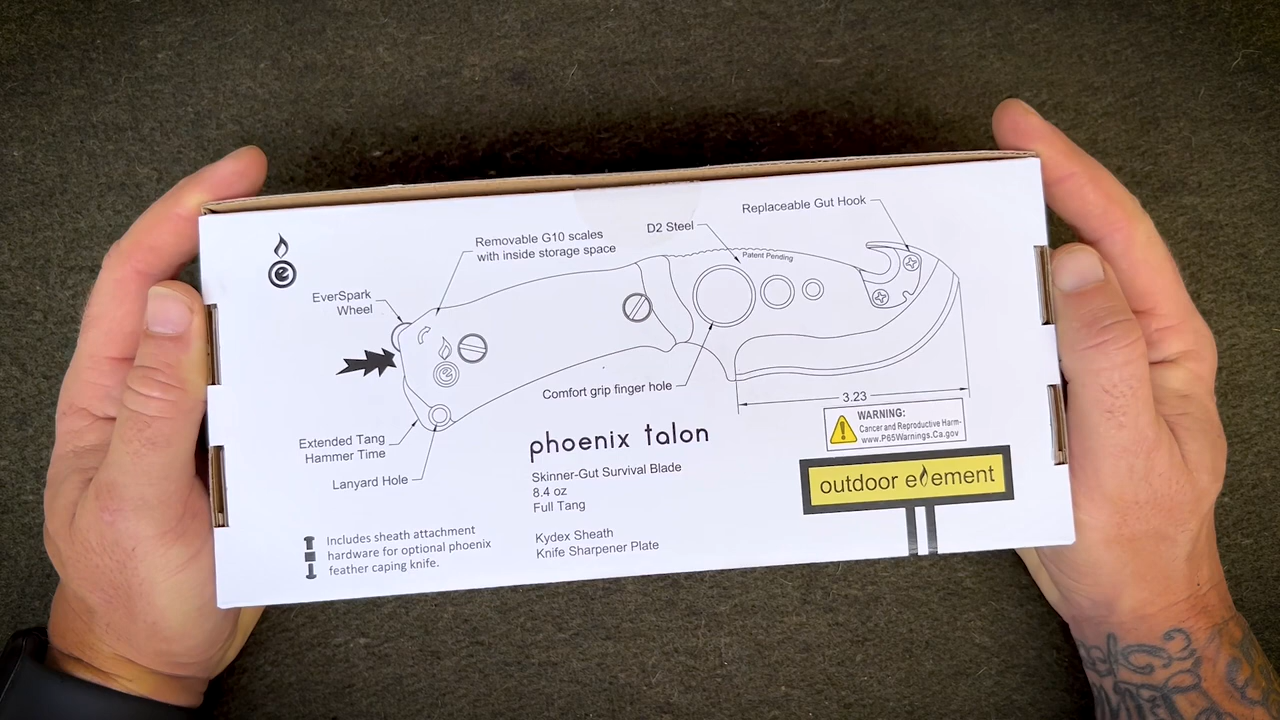 Replaceable Gut Hook
D2 Steel
Removable G10 scales
with inside storage space
Patent Pending
EverSpark
Wheel
e
e
Comfort grip finger hole
3.23
WARNING:
Cancer and Reproductive Harm-
www.P65Warnings.Ca.gov
Extended Tang
Hammer Time
Lanyard Hole
phoenix talon
Skinner-Gut Survival Blade
8.4 oz
Full Tang
Kydex Sheath
Knife Sharpener Plate
outdoor element
Includes sheath attachment
hardware for optional phoenix
feather caping knife.